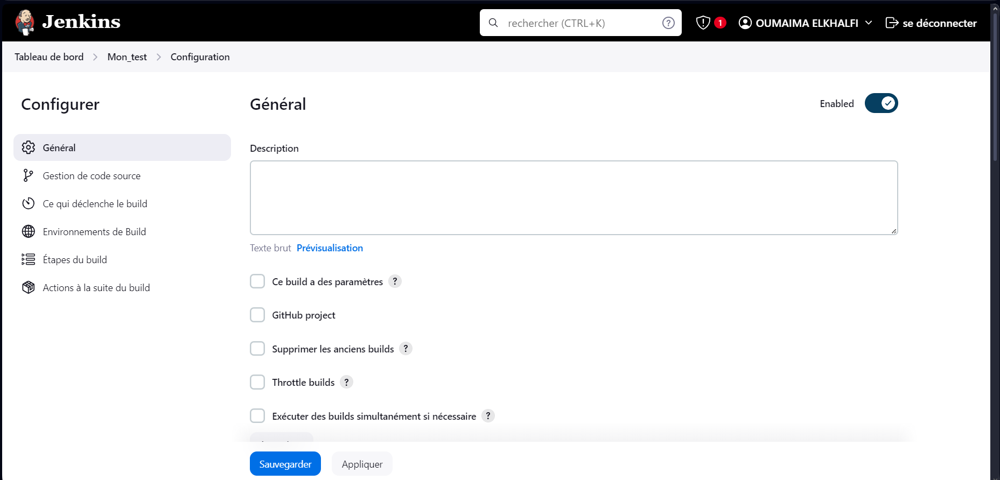 Jenkins
rechercher (CTRL+K)
?
1
OUMAIMA ELKHALFI
se déconnecter
Tableau de bord
Mon_test
Configuration
Configurer
Général
Gestion de code source
Ce qui déclenche le build
Environnements de Build
Étapes du build
Actions à la suite du build
Général
Enabled
Description
Texte brut Prévisualisation
Ce build a des paramètres ?
GitHub project
Supprimer les anciens builds ?
Throttle builds ?
Exécuter des builds simultanément si nécessaire ?
Sauvegarder
Appliquer